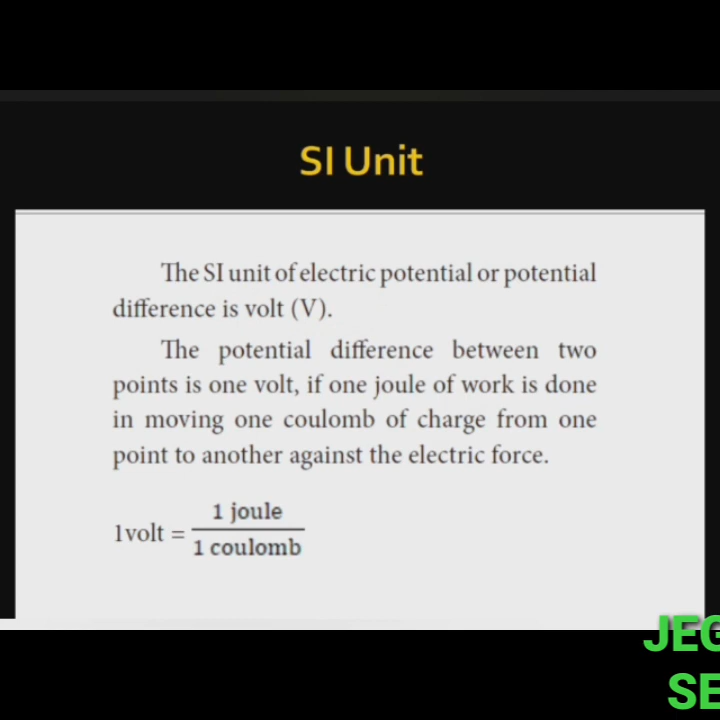 SI Unit
The SI unit of electric potential or potential
difference is volt (V).
The potential difference between two
points is one volt, if one joule of work is done
in moving one coulomb of charge from one
point to another against the electric force.
1volt = 1 joule
1 coulomb